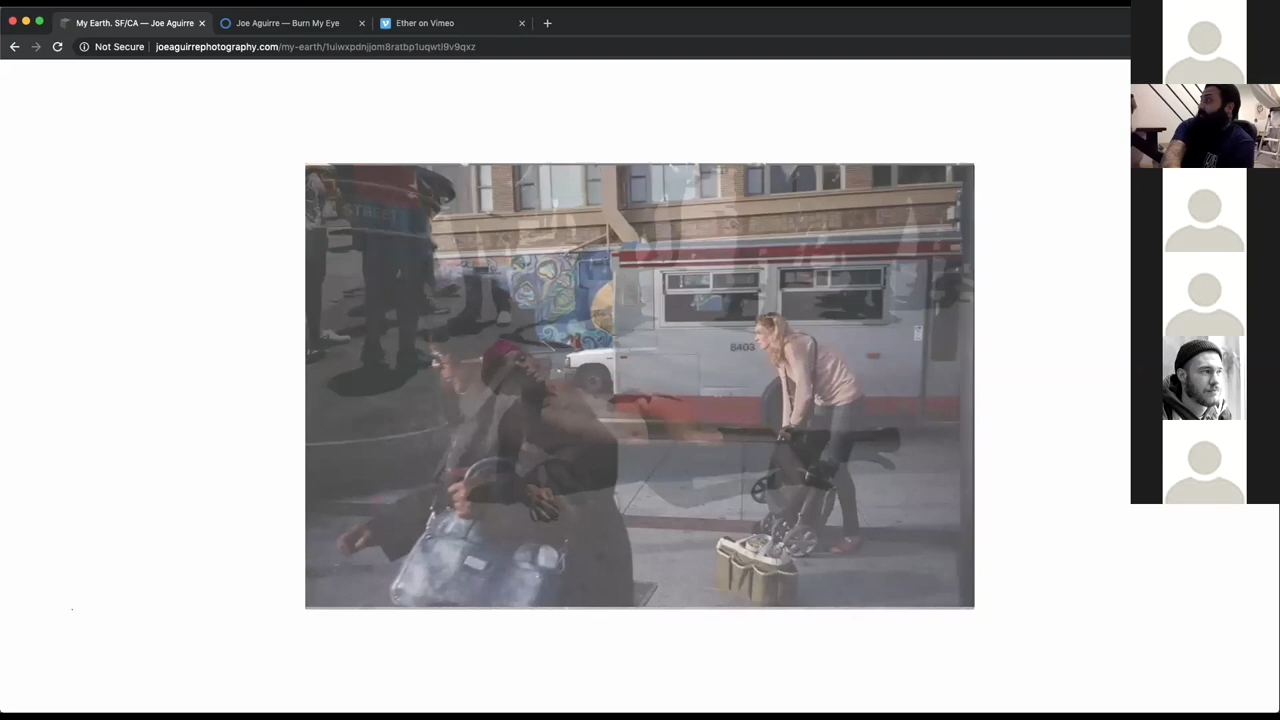 My Earth. SF/CA — Joe Aguirre
Joe Aguirre — Burn My Eye
Ether on Vimeo
Not Secure
joeaguirrephotography.com/my-earth/1uiwxpdnjjom8ratbp1uqwtl9v9qxz
STREET
8403